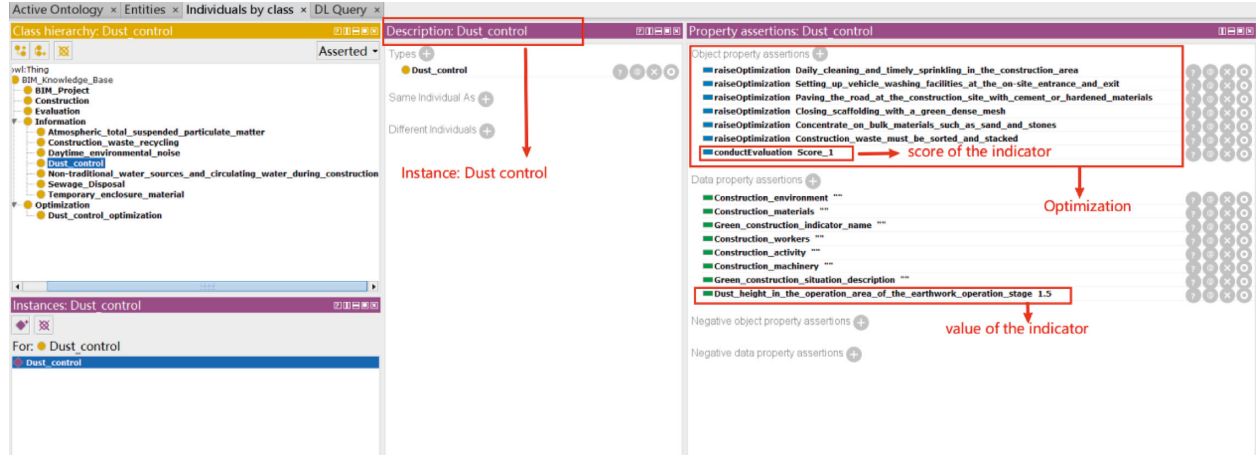 Active Ontology × Entities × Individuals by class × DL Query ×
Class hierarchy: Dust_control
Asserted
owl:Thing
BIM_Knowledge_Base
BIM_Project
Construction
Evaluation
Information
Atmospheric_total_suspended_particulate_matter
Construction_waste_recycling
Daytime_environmental_noise
Dust_control
Non-traditional_water_sources_and_circulating_water_during_construction
Sewage_Disposal
Temporary_enclosure_material
Optimization
Dust_control_optimization
Instances: Dust_control
For: Dust_control
Dust_control
Description: Dust_control
Types
Dust_control
Same Individual As
Different Individuals
Instance: Dust control
Property assertions: Dust_control
Object property assertions
raiseOptimization Daily_cleaning_and_timely_sprinkling_in_the_construction_area
raiseOptimization Setting_up_vehicle_washing_facilities_at_the_on-site_entrance_and_exit
raiseOptimization Paving_the_road_at_the_construction_site_with_cement_or_hardened_materials
raiseOptimization Closing_scaffolding_with_a_green_dense_mesh
raiseOptimization Concentrate_on_bulk_materials_such_as_sand_and_stones
raiseOptimization Construction_waste_must_be_sorted_and_stacked
conductEvaluation Score_1
score of the indicator
Data property assertions
Optimization
Construction_environment ""
Construction_materials ""
Green_construction_indicator_name ""
Construction_workers ""
Construction_activity ""
Construction_machinery ""
Green_construction_situation_description ""
Dust_height_in_the_operation_area_of_the_earthwork_operation_stage 1.5
Negative object property assertions
value of the indicator
Negative data property assertions